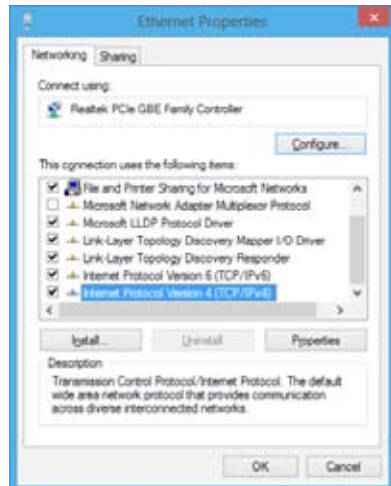 Ethernet Properties
Networking Sharing
Connect using:
Realtek PCIe GBE Family Controller
Configure...
This connection uses the following items:
File and Printer Sharing for Microsoft Networks
Microsoft Network Adapter Multiplexor Protocol
Microsoft LLDP Protocol Driver
Link-Layer Topology Discovery Mapper I/O Driver
Link-Layer Topology Discovery Responder
Internet Protocol Version 6 (TCP/IPv6)
Internet Protocol Version 4 (TCP/IPv4)
Install... Uninstall Properties
Description
Transmission Control Protocol/Internet Protocol. The default
wide area network protocol that provides communication
across diverse interconnected networks.
OK Cancel